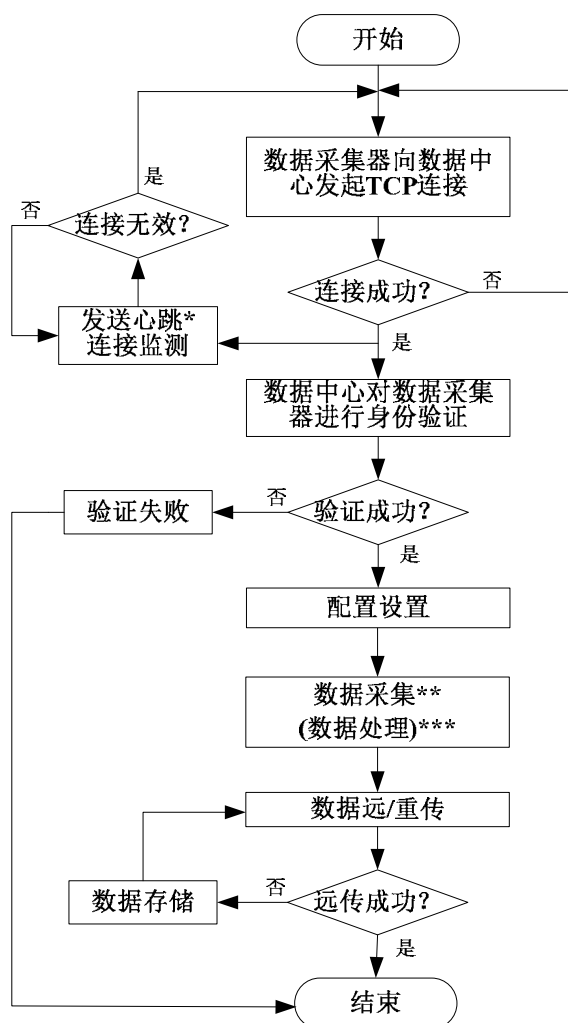 开始
数据采集器向数据中
心发起TCP连接
是
否
连接无效？
连接成功？
否
发送心跳*
连接监测
是
数据中心对数据采集
器进行身份验证
验证失败
否
验证成功？
是
配置设置
数据采集**
(数据处理)***
数据远/重传
数据存储
否
远传成功？
是
结束